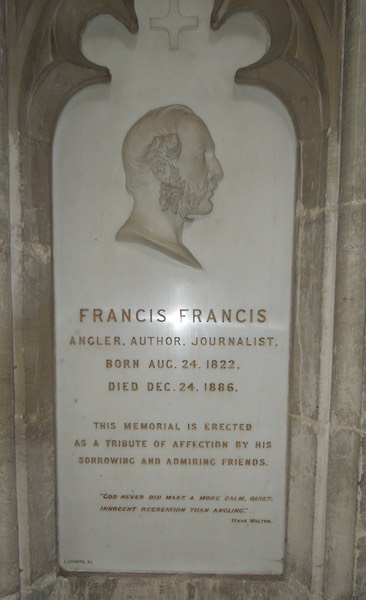 FRANCIS FRANCIS
ANGLER. AUTHOR. JOURNALIST.
BORN AUG. 24. 1822.
DIED DEC. 24. 1886.
THIS MEMORIAL IS ERECTED
AS A TRIBUTE OF AFFECTION BY HIS
SORROWING AND ADMIRING FRIENDS.
"GOD NEVER DID MAKE A MORE CALM, QUIET,
INNOCENT RECREATION THAN ANGLING."
IZAAK WALTON.